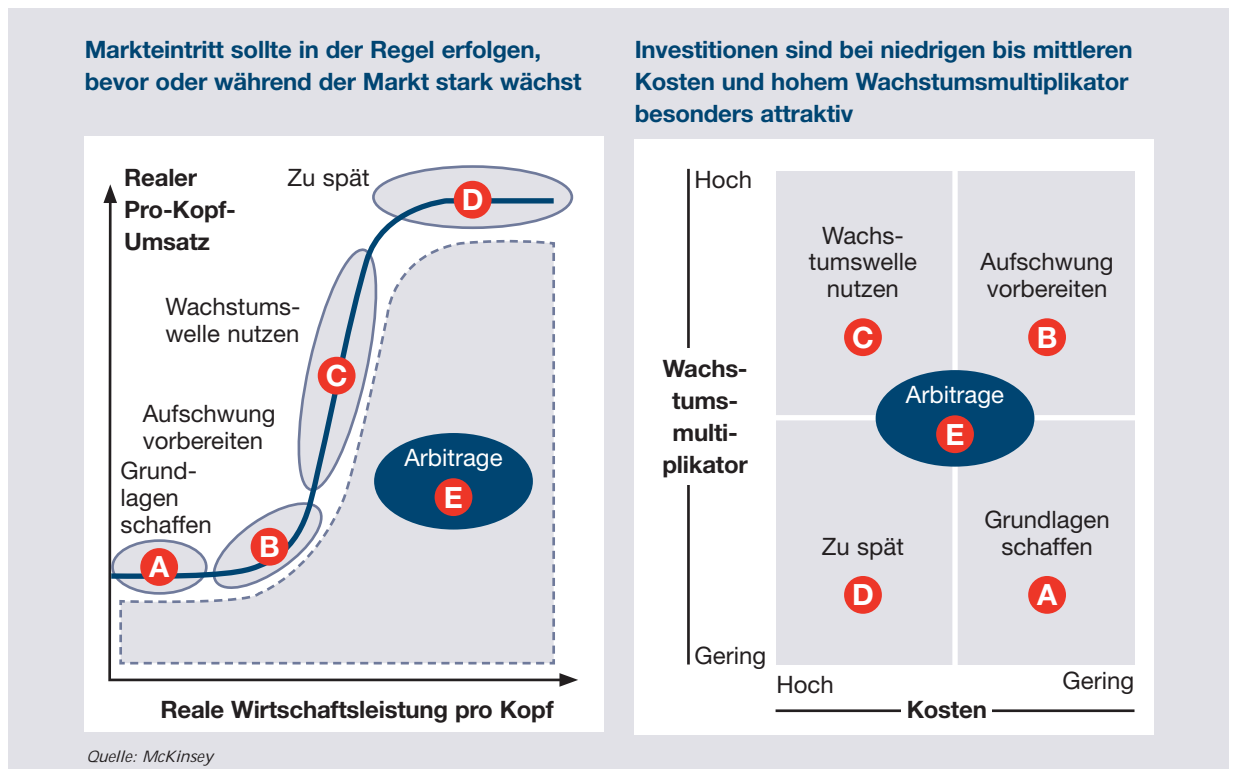 Markteintritt sollte in der Regel erfolgen,
bevor oder während der Markt stark wächst
Realer
Pro-Kopf-
Umsatz
Zu spät
D
Wachstums-
welle nutzen
C
Aufschwung
vorbereiten
Grund-
lagen
schaffen
Arbitrage
E
B
A
Reale Wirtschaftsleistung pro Kopf
Investitionen sind bei niedrigen bis mittleren
Kosten und hohem Wachstumsmultiplikator
besonders attraktiv
Hoch
Wachs-
tumswelle
nutzen
C
Aufschwung
vorbereiten
B
Wachs-
tums-
multi-
plikator
Arbitrage
E
Zu spät
D
Grundlagen
schaffen
A
Gering
Hoch
Gering
Kosten
Quelle: McKinsey